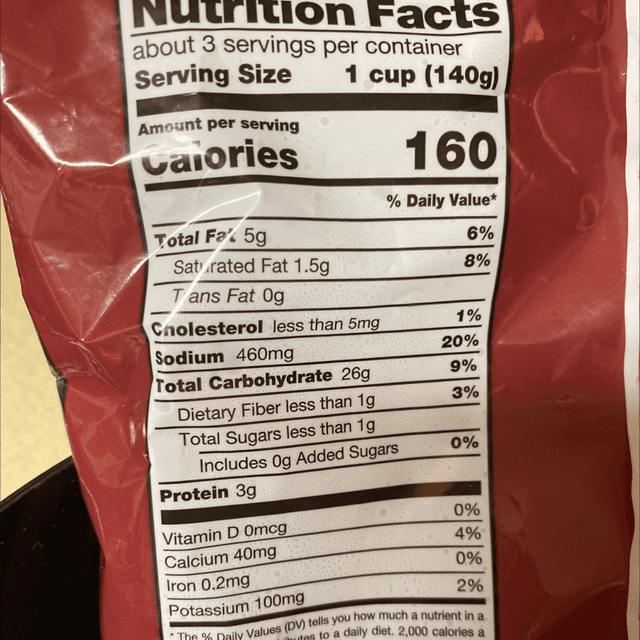 Nutrition Facts
about 3 servings per container
Serving Size 1 cup (140g)
Amount per serving
Calories 160
% Daily Value*
Total Fat 5g 6%
Saturated Fat 1.5g 8%
Trans Fat 0g
Cholesterol less than 5mg 1%
Sodium 460mg 20%
Total Carbohydrate 26g 9%
Dietary Fiber less than 1g 3%
Total Sugars less than 1g
Includes 0g Added Sugars 0%
Protein 3g
Vitamin D 0mcg 0%
Calcium 40mg 4%
Iron 0.2mg 0%
Potassium 100mg 2%
* The % Daily Values (DV) tells you how much a nutrient in a
to a daily diet. 2,000 calories a